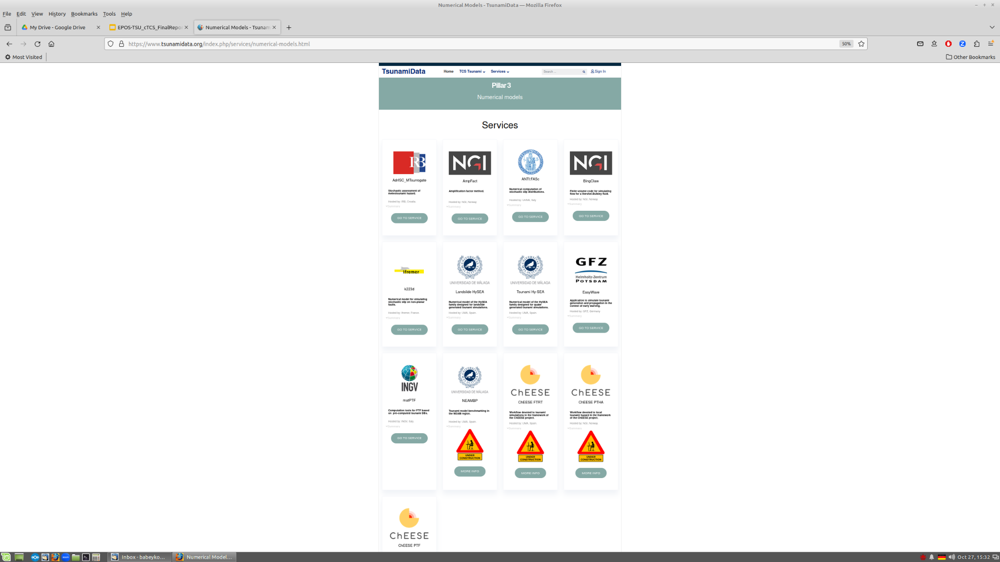 Numerical Models - TsunamiData — Mozilla Firefox
File Edit View History Bookmarks Tools Help
My Drive - Google Drive
EPOS-TSU_cTCS_FinalRepor
Numerical Models - Tsunam
https://www.tsunamidata.org/index.php/services/numerical-models.html
50%
Most Visited
Other Bookmarks
TsunamiData
Home TCS Tsunami Services
Search ...
Sign In
Pillar 3
Numerical models
Services
IRB
AdriSC_MTsurrogate
Stochastic assessment of
meteotsunami hazard.
Hosted by: IRB, Croatia.
+Summary
GO TO SERVICE
NGI
AmpFact
Amplification factor method.
Hosted by: NGI, Norway
+Summary
GO TO SERVICE
ANTI:FASc
Numerical computation of
stochastic slip distributions.
Hosted by: UniNA, Italy
+Summary
GO TO SERVICE
NGI
BingClaw
Finite volume code for simulating
flow for a Hershel-Bulkley fluid.
Hosted by: NGI, Norway
+Summary
GO TO SERVICE
Ifremer
k223d
Numerical model for simulating
stochastic slip on non-planar
faults.
Hosted by: Ifremer, France
+Summary
GO TO SERVICE
UNIVERSIDAD DE MÁLAGA
Landslide HySEA
Numerical model of the HySEA
family designed for landslide
generated tsunami simulations.
Hosted by: UMA, Spain.
+Summary
GO TO SERVICE
UNIVERSIDAD DE MÁLAGA
Tsunami Hy-SEA
Numerical model of the HySEA
family designed for quake
generated tsunami simulations.
Hosted by: UMA, Spain.
+Summary
GO TO SERVICE
GFZ
Helmholtz-Zentrum
POTSDAM
EasyWave
Application to simulate tsunami
generation and propagation in the
context of early warning.
Hosted by: GFZ, Germany
+Summary
GO TO SERVICE
INGV
matPTF
Computation tools for PTF based
on pre-computed tsunami DBs.
Hosted by: INGV, Italy.
+Summary
GO TO SERVICE
UNIVERSIDAD DE MÁLAGA
NEAMBP
Tsunami model benchmarking in
the NEAM region.
Hosted by: UMA, Spain.
+Summary
UNDER
CONSTRUCTION
MORE INFO
ChEESE
ChEESE FTRT
Workflow devoted to tsunami
simulations in the framework of
the ChEESE project.
Hosted by: UMA, Spain.
+Summary
UNDER
CONSTRUCTION
MORE INFO
ChEESE
ChEESE PTHA
Workflow devoted to local
tsunami hazard in the framework
of the ChEESE project.
Hosted by: NGI, Norway.
+Summary
UNDER
CONSTRUCTION
MORE INFO
ChEESE
ChEESE PTF
Inbox - babeyko...
Numerical Model...
Oct 27, 15:32